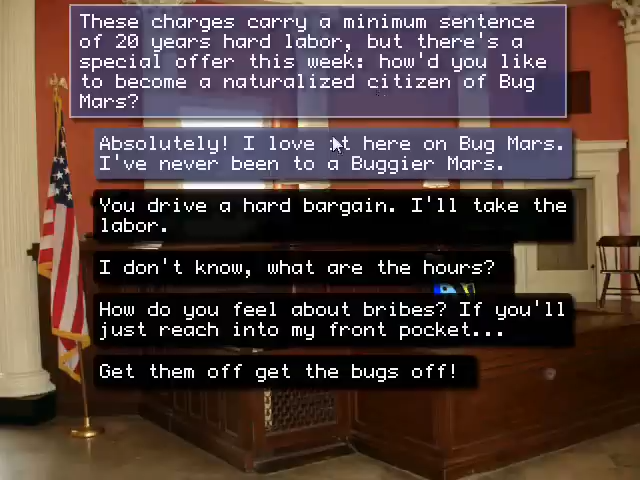 These charges carry a minimum sentence
of 20 years hard labor, but there's a
special offer this week: how'd you like
to become a naturalized citizen of Bug
Mars?
Absolutely! I love it here on Bug Mars.
I've never been to a Buggier Mars.
You drive a hard bargain. I'll take the
labor.
I don't know, what are the hours?
How do you feel about bribes? If you'll
just reach into my front pocket...
Get them off get the bugs off!